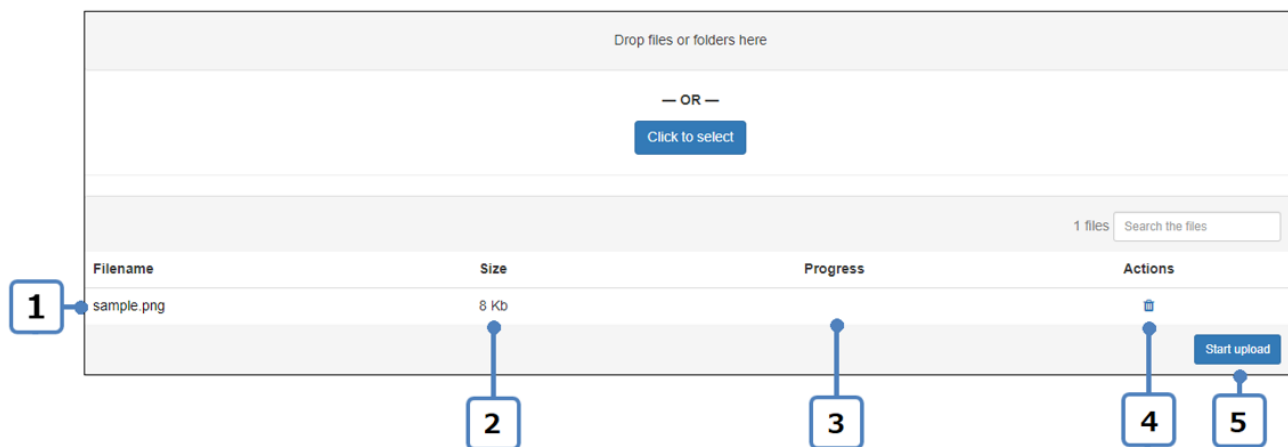 Drop files or folders here
— OR —
Click to select
1 files Search the files
Filename Size Progress Actions
1 sample.png 8 Kb
Start upload
2 3 4 5